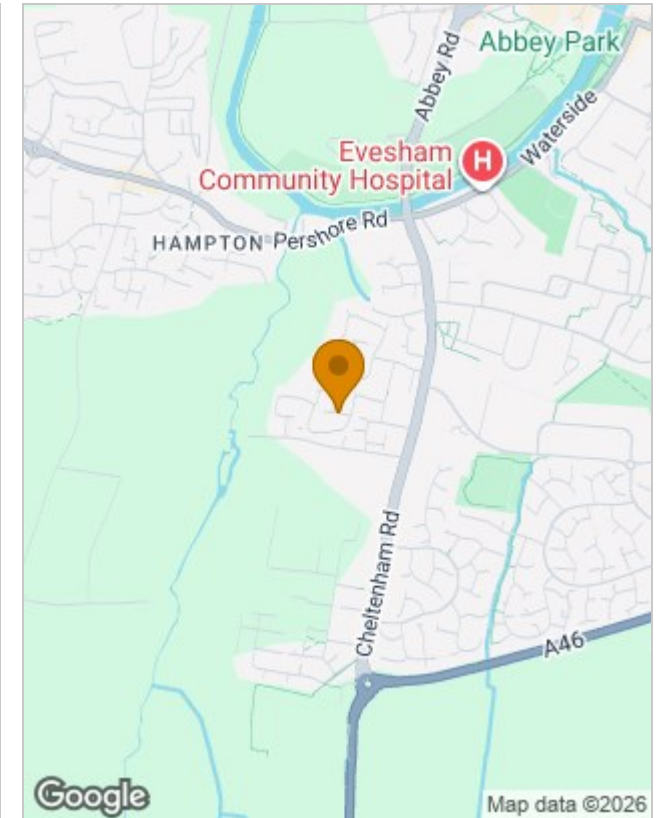 Abbey Park
Abbey Rd
Waterside
Evesham
Community Hospital
H
HAMPTON
Pershore Rd
Cheltenham Rd
A46
Google
Map data ©2026